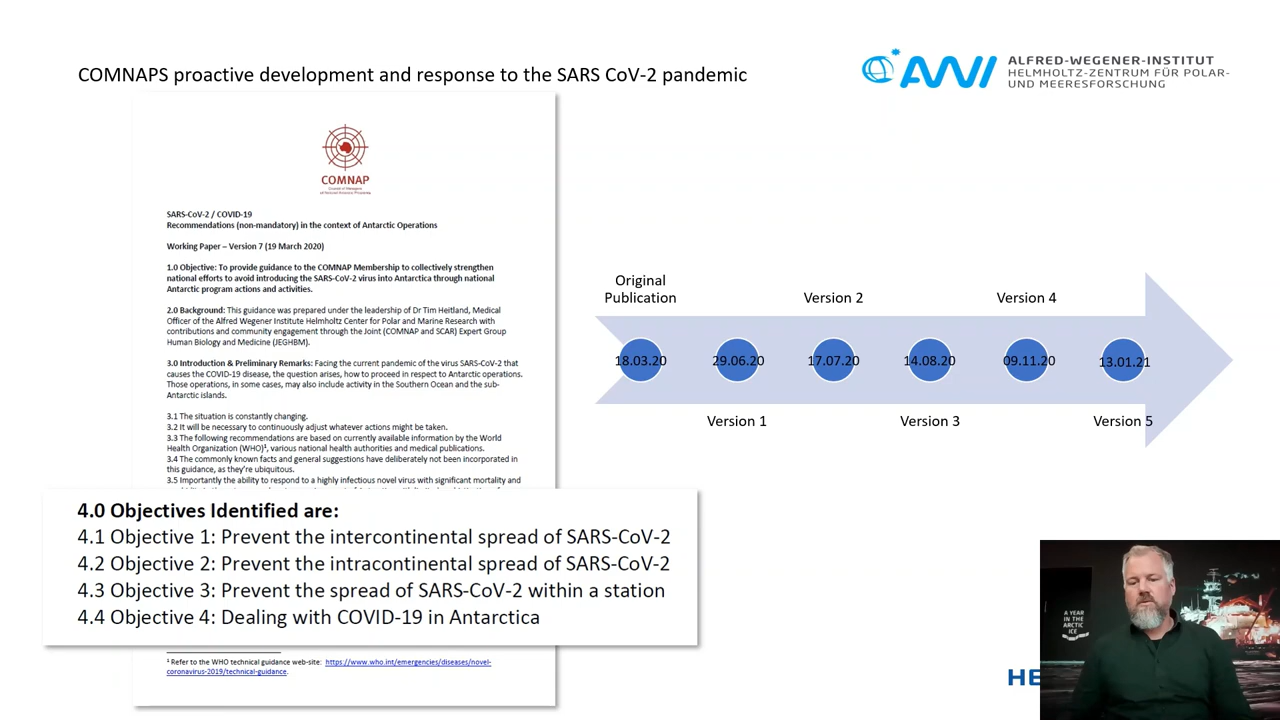 COMNAPS proactive development and response to the SARS CoV-2 pandemic
AWI
ALFRED-WEGENER-INSTITUT
HELMHOLTZ-ZENTRUM FÜR POLAR-
UND MEERESFORSCHUNG
COMNAP
SARS-CoV-2 / COVID-19
Recommendations (non-mandatory) in the context of Antarctic Operations
Working Paper – Version 7 (19 March 2020)
1.0 Objective: To provide guidance to the COMNAP Membership to collectively strengthen
national efforts to avoid introducing the SARS-CoV-2 virus into Antarctica through national
Antarctic program actions and activities.
2.0 Background: This guidance was prepared under the leadership of Dr Tim Heitland, Medical
Officer of the Alfred Wegener Institute Helmholtz Center for Polar and Marine Research with
contributions and community engagement through the Joint (COMNAP and SCAR) Expert Group
Human Biology and Medicine (JEGHBM).
3.0 Introduction & Preliminary Remarks: Facing the current pandemic of the virus SARS-CoV-2 that
causes the COVID-19 disease, the question arises, how to proceed in respect to Antarctic operations.
Those operations, in some cases, may also include activity in the Southern Ocean and the sub-
Antarctic islands.
3.1 The situation is constantly changing.
3.2 It will be necessary to continuously adjust whatever actions might be taken.
3.3 The following recommendations are based on currently available information by the World
Health Organization (WHO)¹, various national health authorities and medical publications.
3.4 The commonly known facts and general suggestions have deliberately not been incorporated in
this guidance, as they're ubiquitous.
3.5 Importantly the ability to respond to a highly infectious novel virus with significant mortality and
4.0 Objectives Identified are:
4.1 Objective 1: Prevent the intercontinental spread of SARS-CoV-2
4.2 Objective 2: Prevent the intracontinental spread of SARS-CoV-2
4.3 Objective 3: Prevent the spread of SARS-CoV-2 within a station
4.4 Objective 4: Dealing with COVID-19 in Antarctica
¹ Refer to the WHO technical guidance web-site: https://www.who.int/emergencies/diseases/novel-
coronavirus-2019/technical-guidance.
Original
Publication
Version 2
Version 4
18.03.20
29.06.20
17.07.20
14.08.20
09.11.20
13.01.21
Version 1
Version 3
Version 5
A YEAR
IN THE
ARCTIC
ICE
HE